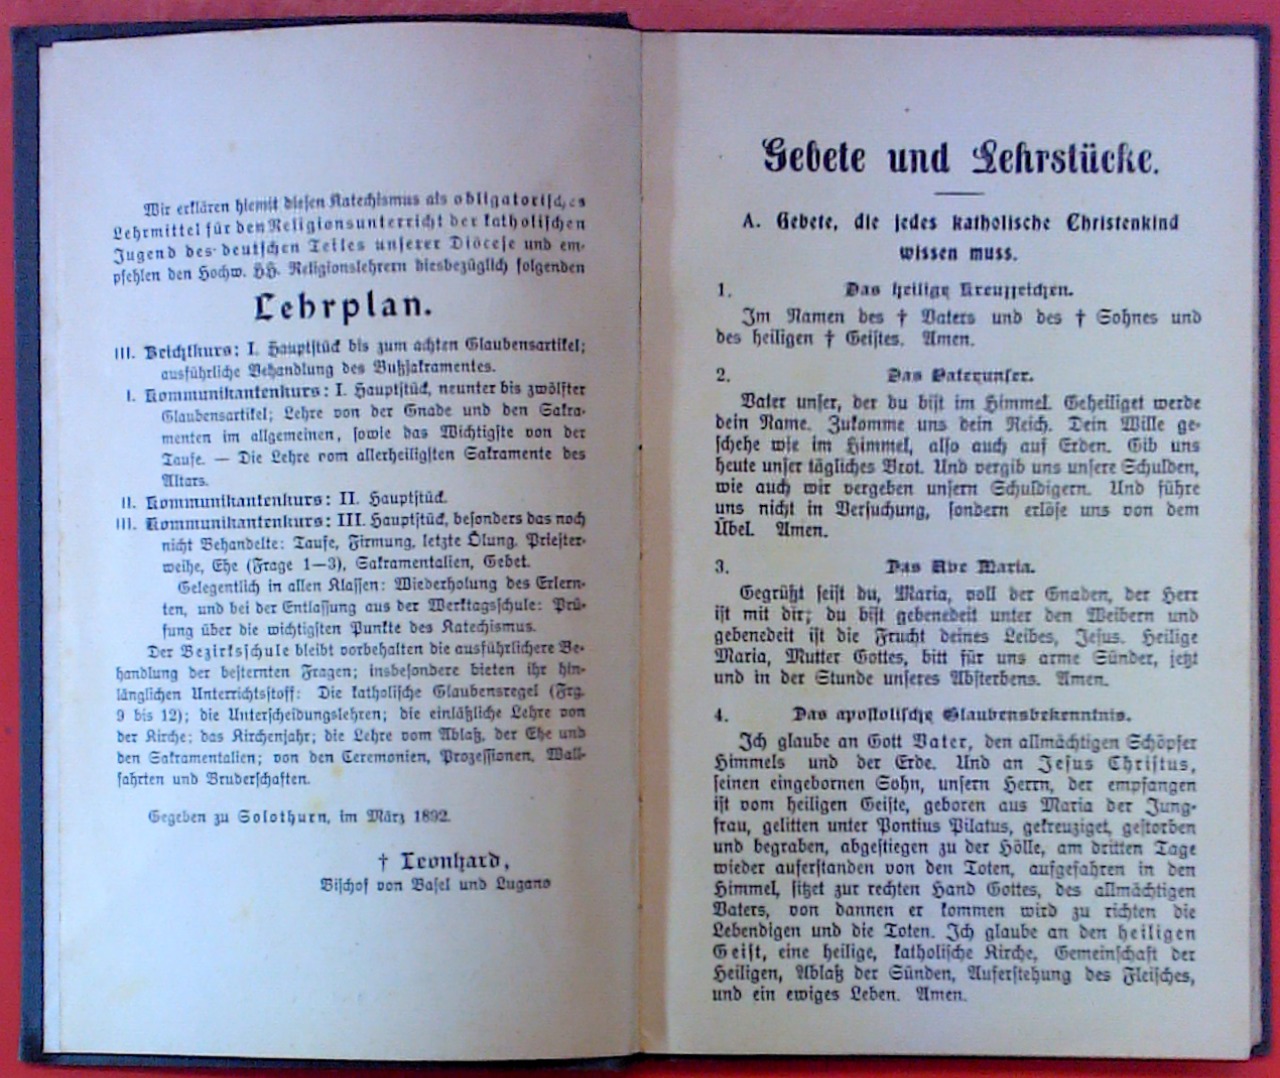 Wir erklären hiemit diesen Katechismus als obligatorisches
Lehrmittel für den Religionsunterricht der katholischen
Jugend des deutschen Teiles unserer Diöcese und em-
pfehlen den Hochw. HH. Religionslehrern diesbezüglich folgenden
Lehrplan.
III. Beichtkurs: I. Hauptstück bis zum achten Glaubensartikel;
ausführliche Behandlung des Bußsakramentes.
I. Kommunikantenkurs: I. Hauptstück, neunter bis zwölfter
Glaubensartikel; Lehre von der Gnade und den Sakra-
menten im allgemeinen, sowie das Wichtigste von der
Taufe. — Die Lehre vom allerheiligsten Sakramente des
Altars.
II. Kommunikantenkurs: II. Hauptstück.
III. Kommunikantenkurs: III. Hauptstück, besonders das noch
nicht Behandelte: Taufe, Firmung, letzte Ölung, Priester-
weihe, Ehe (Frage 1—3), Sakramentalien, Gebet.
Gelegentlich in allen Klassen: Wiederholung des Erlern-
ten, und bei der Entlassung aus der Werktagsschule: Prü-
fung über die wichtigsten Punkte des Katechismus.
Der Bezirksschule bleibt vorbehalten die ausführlichere Be-
handlung der besternten Fragen; insbesondere bieten ihr hin-
länglichen Unterrichtsstoff: Die katholische Glaubensregel (Frg.
9 bis 12); die Unterscheidungslehren; die einläßliche Lehre von
der Kirche; das Kirchenjahr; die Lehre vom Ablaß, der Ehe und
den Sakramentalien; von den Ceremonien, Prozessionen, Wall-
fahrten und Bruderschaften.
Gegeben zu Solothurn, im März 1892.
† Leonhard,
Bischof von Basel und Lugano
Gebete und Lehrstücke.
A. Gebete, die jedes katholische Christenkind
wissen muss.
1. Das heilige Kreuzzeichen.
Im Namen des † Vaters und des † Sohnes und
des heiligen † Geistes. Amen.
2. Das Vaterunser.
Vater unser, der du bist im Himmel. Geheiliget werde
dein Name. Zukomme uns dein Reich. Dein Wille ge-
schehe wie im Himmel, also auch auf Erden. Gib uns
heute unser tägliches Brot. Und vergib uns unsere Schulden,
wie auch wir vergeben unsern Schuldigern. Und führe
uns nicht in Versuchung, sondern erlöse uns von dem
Übel. Amen.
3. Das Ave Maria.
Gegrüßt seist du, Maria, voll der Gnaden, der Herr
ist mit dir; du bist gebenedeit unter den Weibern und
gebenedeit ist die Frucht deines Leibes, Jesus. Heilige
Maria, Mutter Gottes, bitt für uns arme Sünder, jetzt
und in der Stunde unseres Absterbens. Amen.
4. Das apostolische Glaubensbekenntnis.
Ich glaube an Gott Vater, den allmächtigen Schöpfer
Himmels und der Erde. Und an Jesus Christus,
seinen eingebornen Sohn, unsern Herrn, der empfangen
ist vom heiligen Geiste, geboren aus Maria der Jung-
frau, gelitten unter Pontius Pilatus, gekreuziget, gestorben
und begraben, abgestiegen zu der Hölle, am dritten Tage
wieder auferstanden von den Toten, aufgefahren in den
Himmel, sitzet zur rechten Hand Gottes, des allmächtigen
Vaters, von dannen er kommen wird zu richten die
Lebendigen und die Toten. Ich glaube an den heiligen
Geist, eine heilige, katholische Kirche, Gemeinschaft der
Heiligen, Ablaß der Sünden, Auferstehung des Fleisches,
und ein ewiges Leben. Amen.